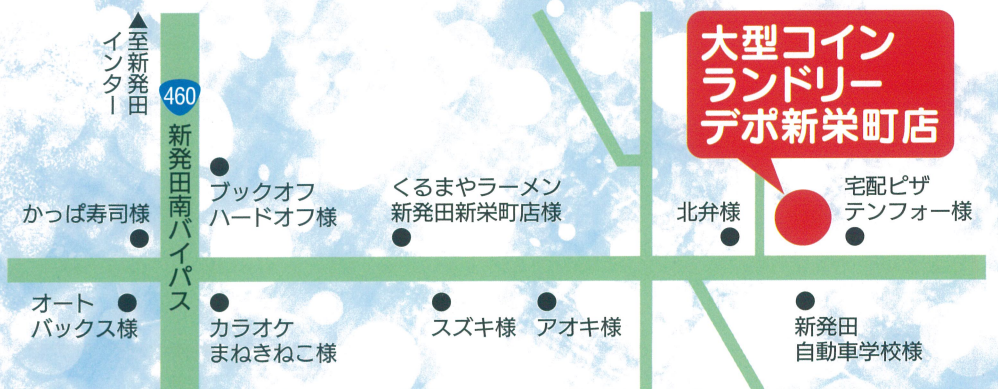 ▲至新発田
インター
460
新発田南バイパス
大型コイン
ランドリー
デポ新栄町店
ブックオフ
ハードオフ様
かっぱ寿司様
くるまやラーメン
新発田新栄町店様
北弁様
宅配ピザ
テンフォー様
オート
バックス様
カラオケ
まねきねこ様
スズキ様
アオキ様
新発田
自動車学校様